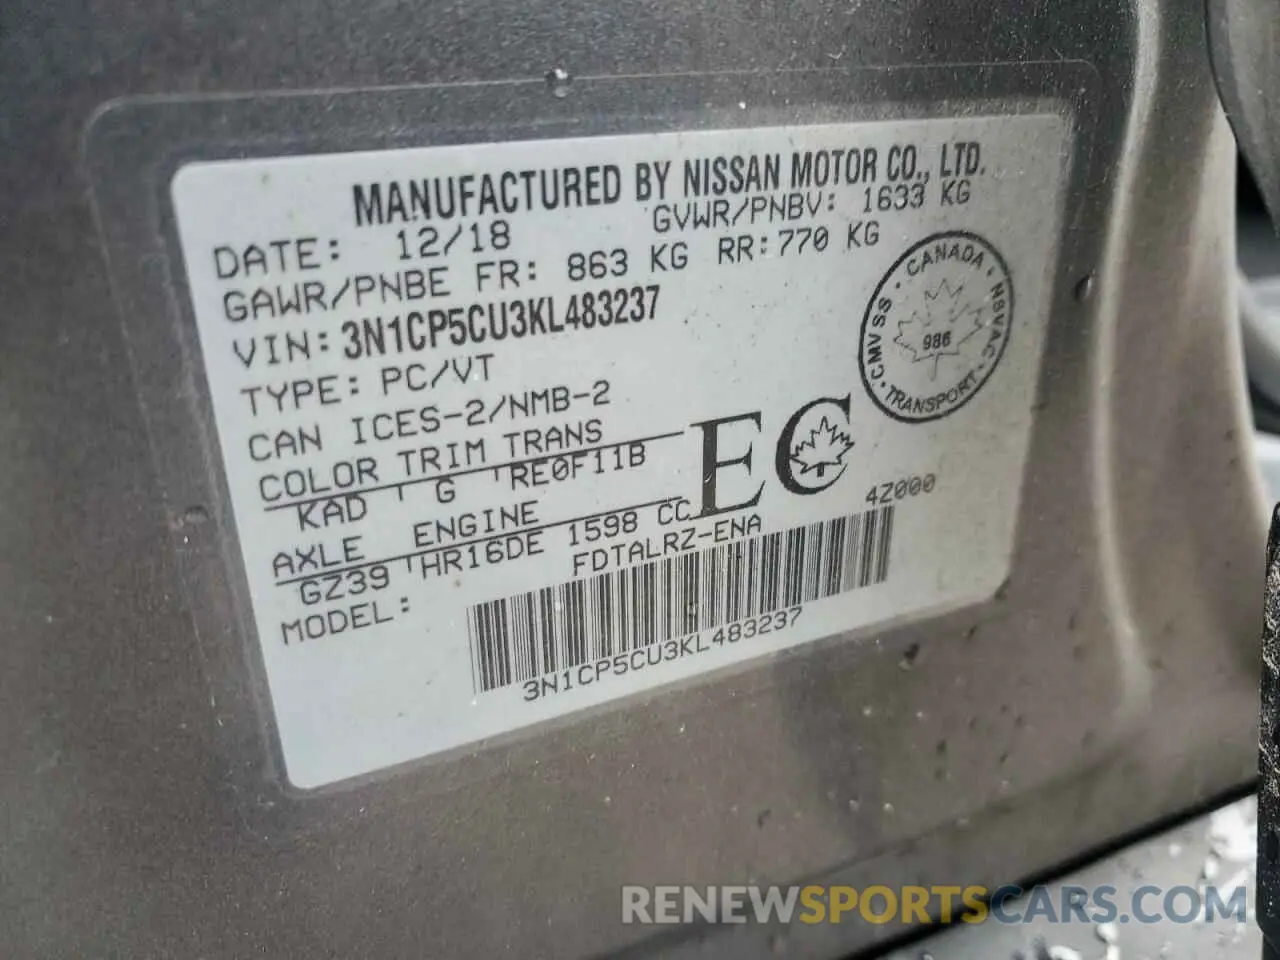 MANUFACTURED BY NISSAN MOTOR CO., LTD.
DATE: 12/18 GVWR/PNBV: 1633 KG
GAWR/PNBE FR: 863 KG RR: 770 KG
VIN: 3N1CP5CU3KL483237
TYPE: PC/VT
CAN ICES-2/NMB-2
COLOR TRIM TRANS
KAD G RE0F11B
AXLE ENGINE
GZ39 HR16DE 1598 CC
MODEL: FDTALRZ-ENA 4Z000
3N1CP5CU3KL483237
EC
CANADA · NSVAC · TRANSPORT · CMVSS ·
986
RENEWSPORTSCARS.COM